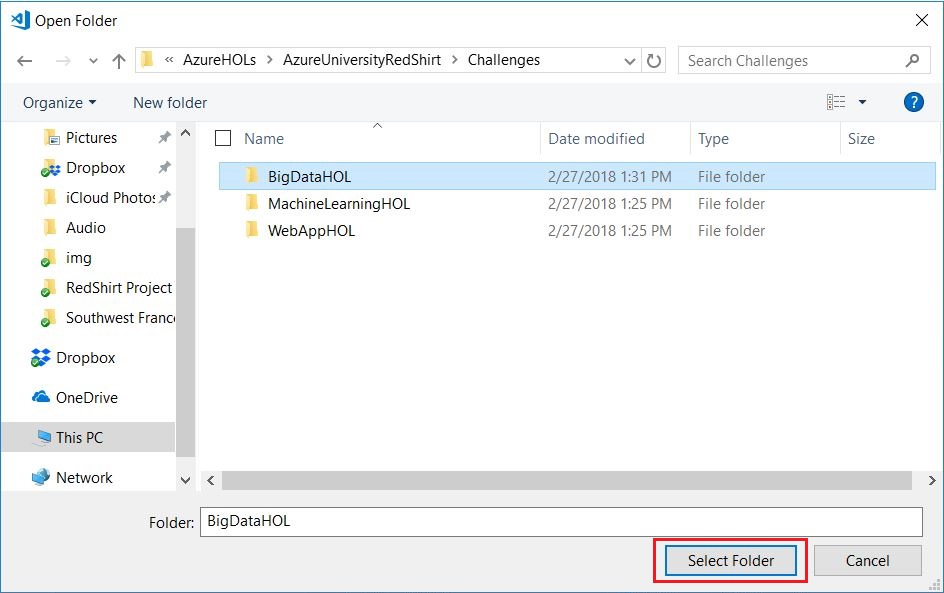 Open Folder
« AzureHOLs > AzureUniversityRedShirt > Challenges
Search Challenges
Organize
New folder
?
Pictures
Dropbox
iCloud Photos
Audio
img
RedShirt Project
Southwest Franc
Dropbox
OneDrive
This PC
Network
Name Date modified Type Size
BigDataHOL 2/27/2018 1:31 PM File folder
MachineLearningHOL 2/27/2018 1:25 PM File folder
WebAppHOL 2/27/2018 1:25 PM File folder
Folder: BigDataHOL
Select Folder Cancel